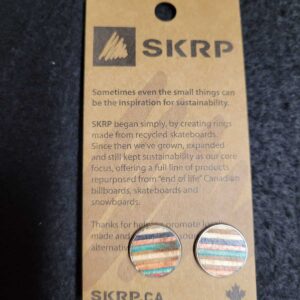 SKRP
Sometimes even the small things can
be the inspiration for sustainability.
SKRP began simply, by creating rings
made from recycled skateboards.
Since then we've grown, expanded
and still kept sustainability as our core
focus, offering a full line of products
repurposed from "end of life" Canadian
billboards, skateboards and
snowboards.
Thanks for promote
made and
SKRP.CA